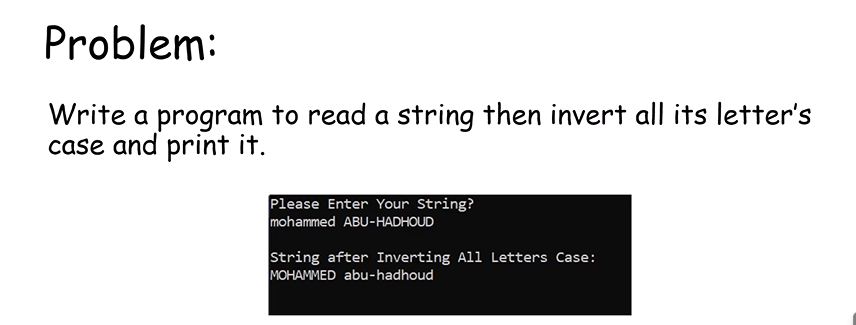 Problem:
Write a program to read a string then invert all its letter's
case and print it.
Please Enter Your String?
mohammed ABU-HADHOUD
String after Inverting All Letters Case:
MOHAMMED abu-hadhoud